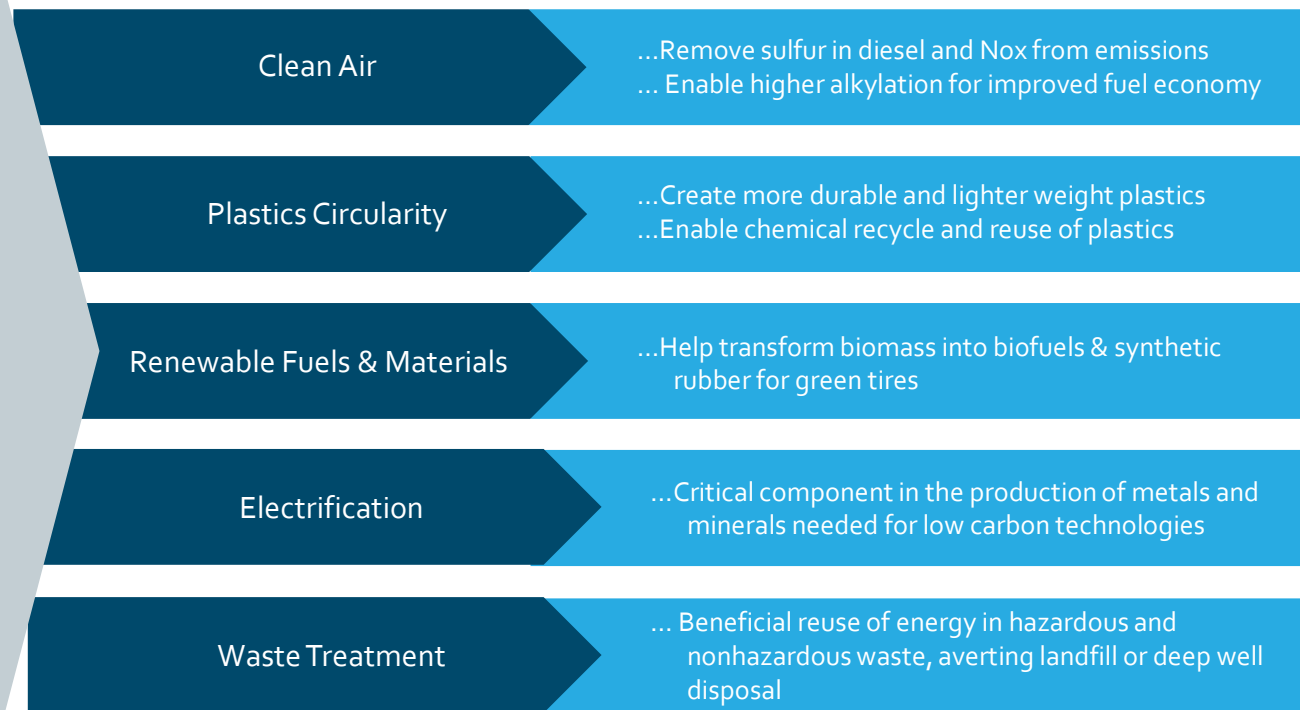 Clean Air
...Remove sulfur in diesel and Nox from emissions
... Enable higher alkylation for improved fuel economy
Plastics Circularity
...Create more durable and lighter weight plastics
...Enable chemical recycle and reuse of plastics
Renewable Fuels & Materials
...Help transform biomass into biofuels & synthetic
rubber for green tires
Electrification
...Critical component in the production of metals and
minerals needed for low carbon technologies
Waste Treatment
... Beneficial reuse of energy in hazardous and
nonhazardous waste, averting landfill or deep well
disposal